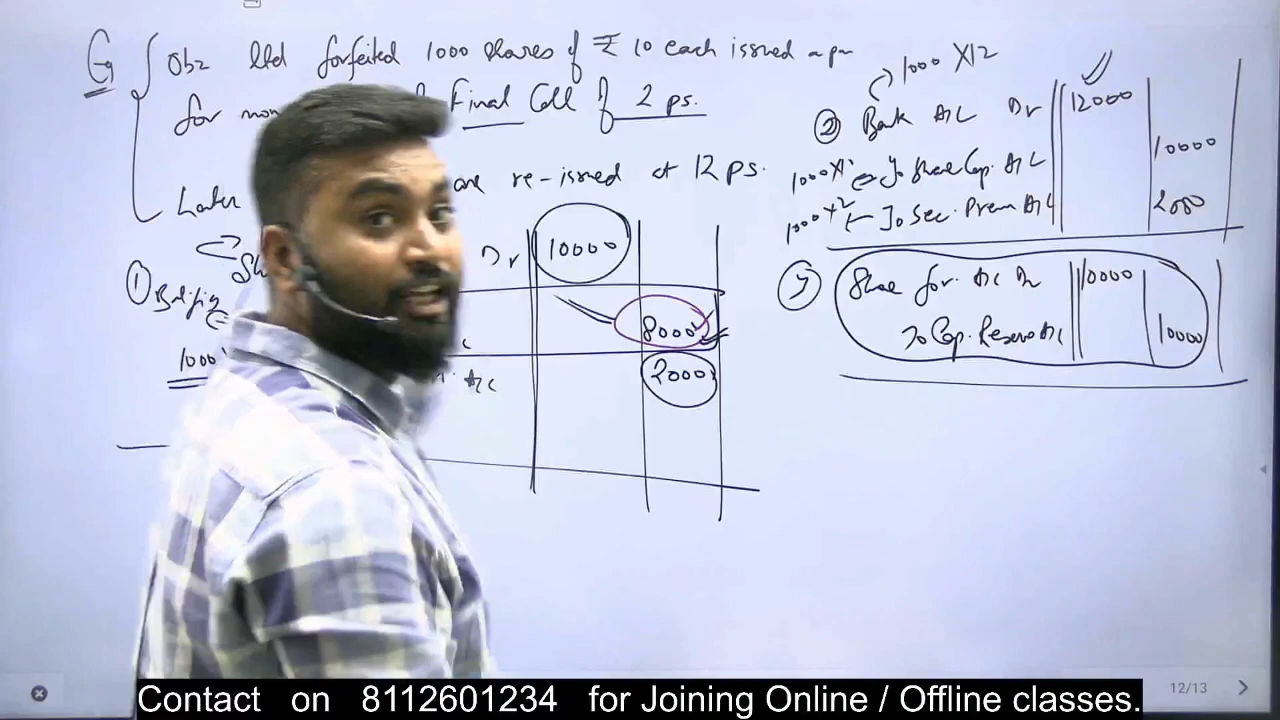 Eg Obz Ltd forfeited 1000 shares of ₹ 10 each issued a pr
for non Final Call of 2 ps.
Later are re-issued at 12 ps.
Dr 10000
① 8000
1000
A/c 2000
1000 X12
② Bank A/c Dr 12000
To Share Cap. A/c 10000
1000X2 To Sec. Prem A/c 2000
③ Share for. A/c Dr 10000
To Cap. Reserve A/c 10000
Contact on 8112601234 for Joining Online / Offline classes.
12/13